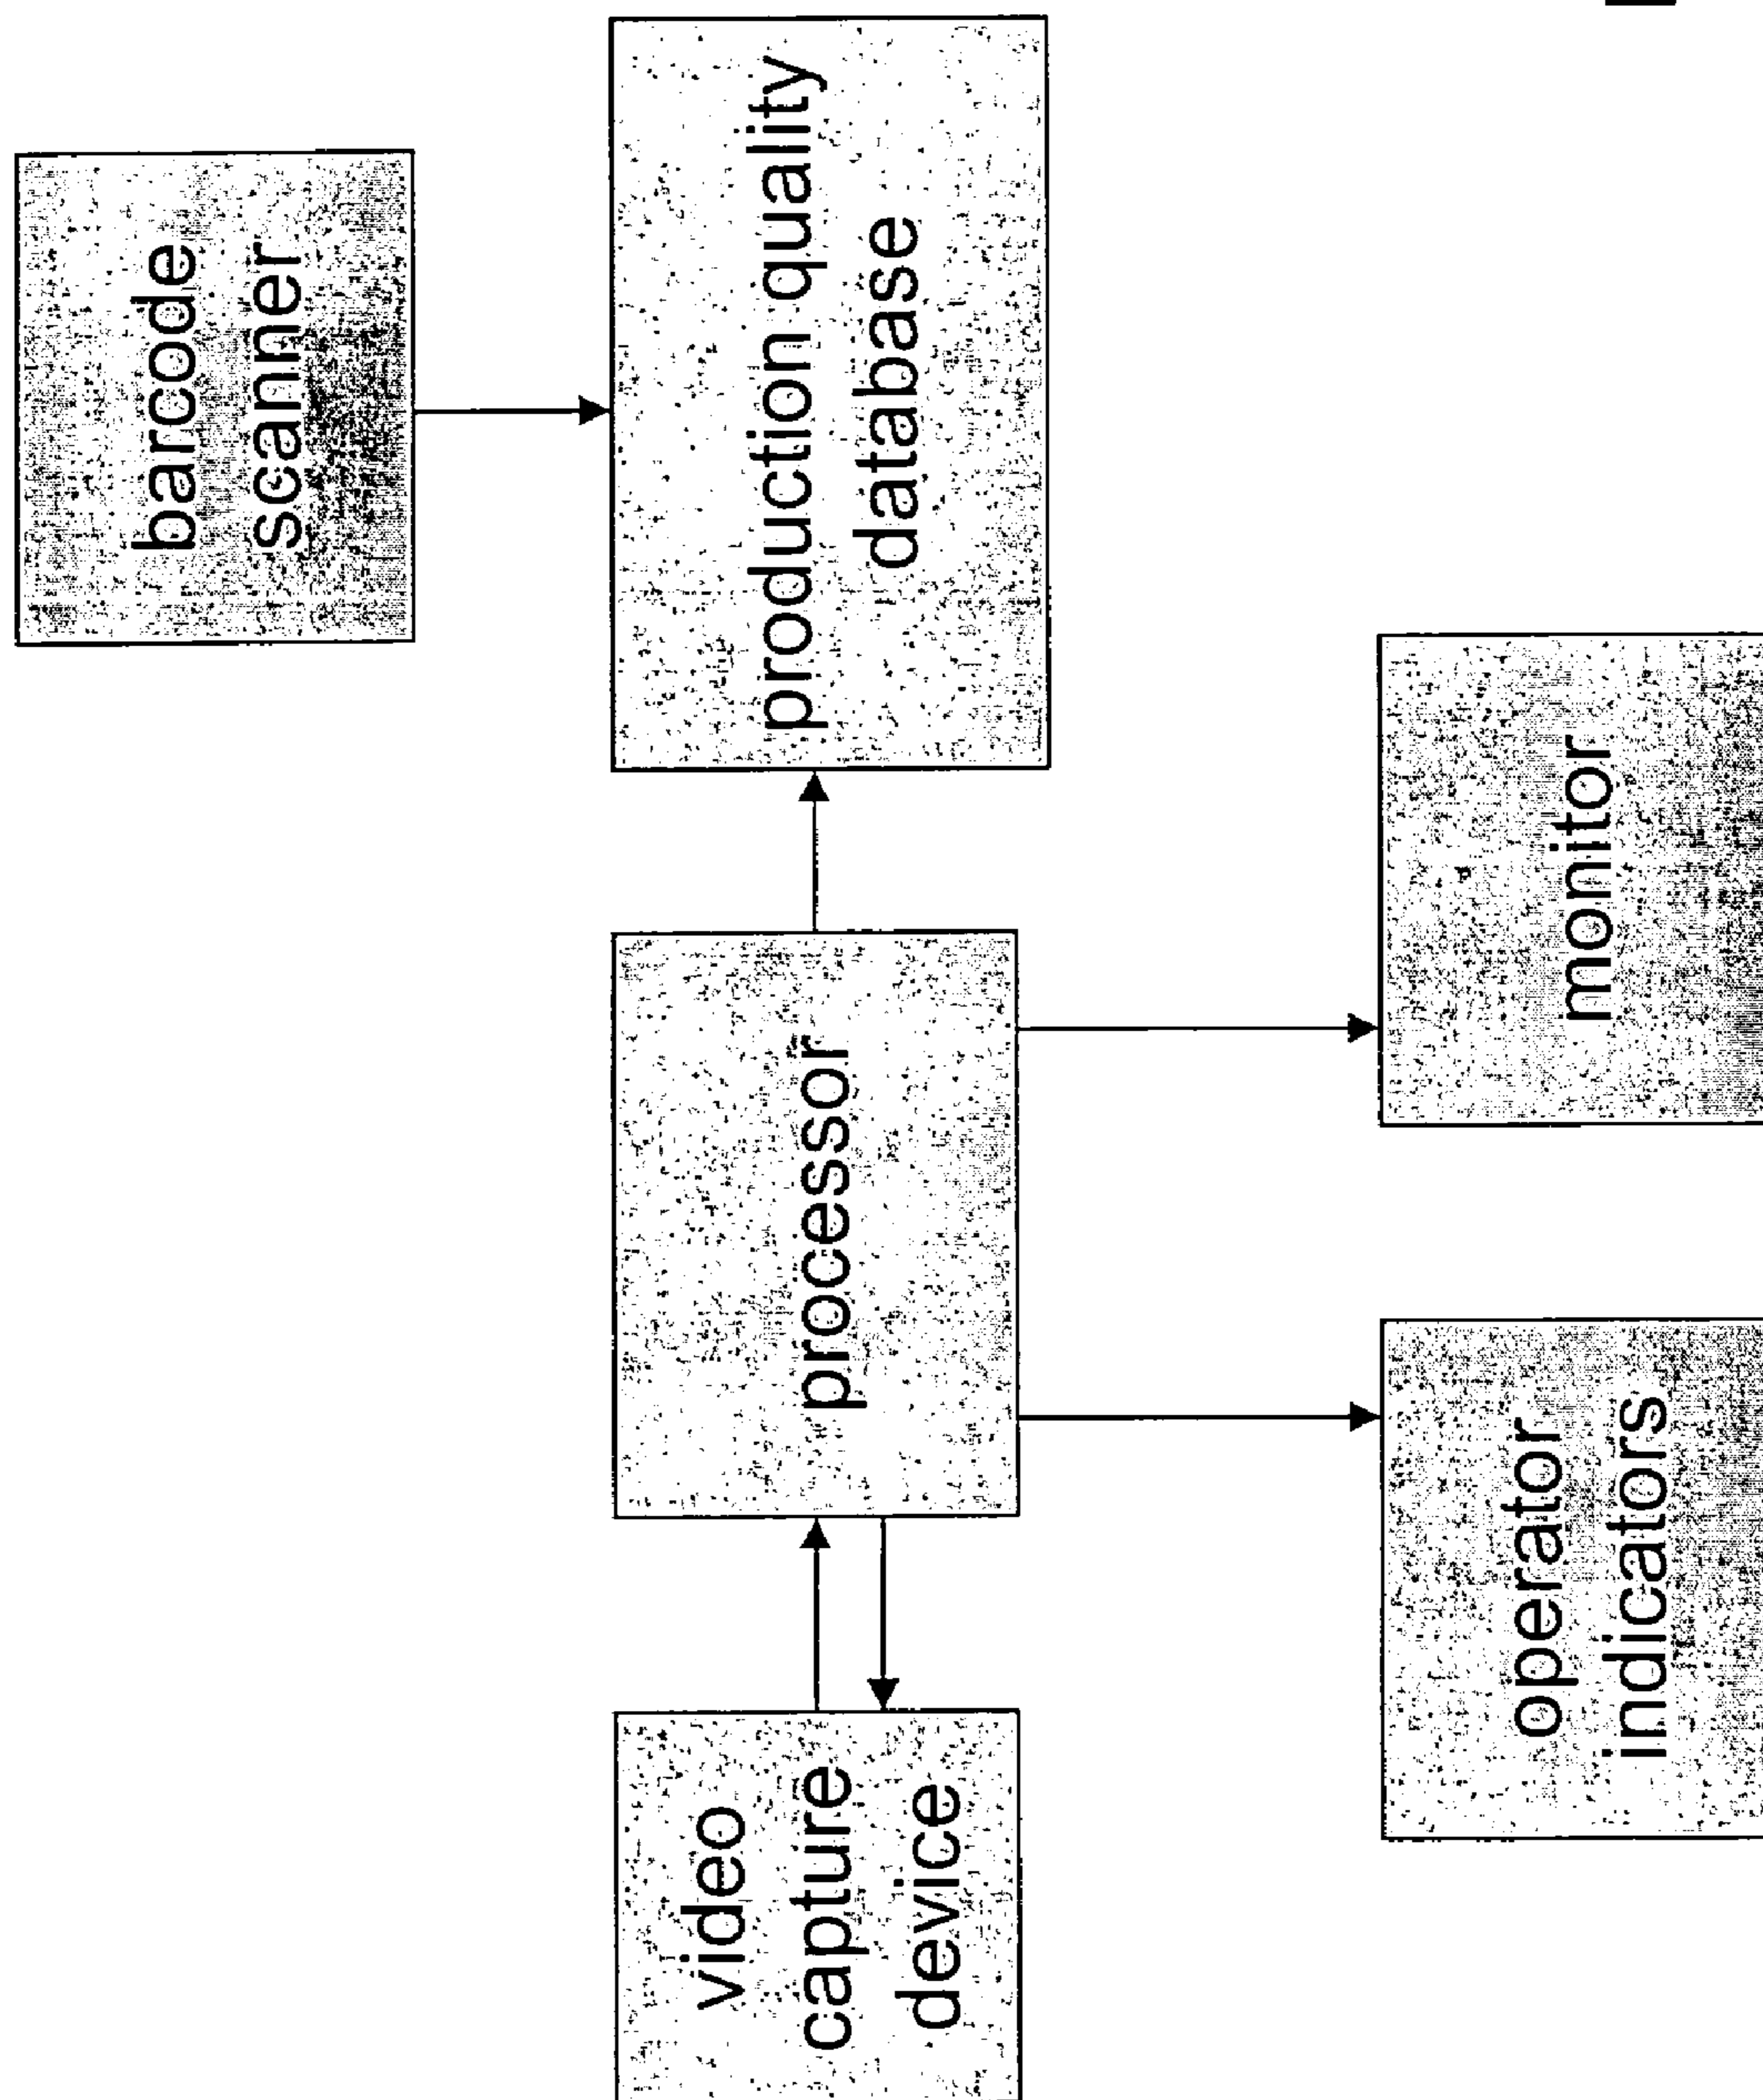 barcode
scanner
video
capture
device
processor
production quality
database
operator
indicators
monitor